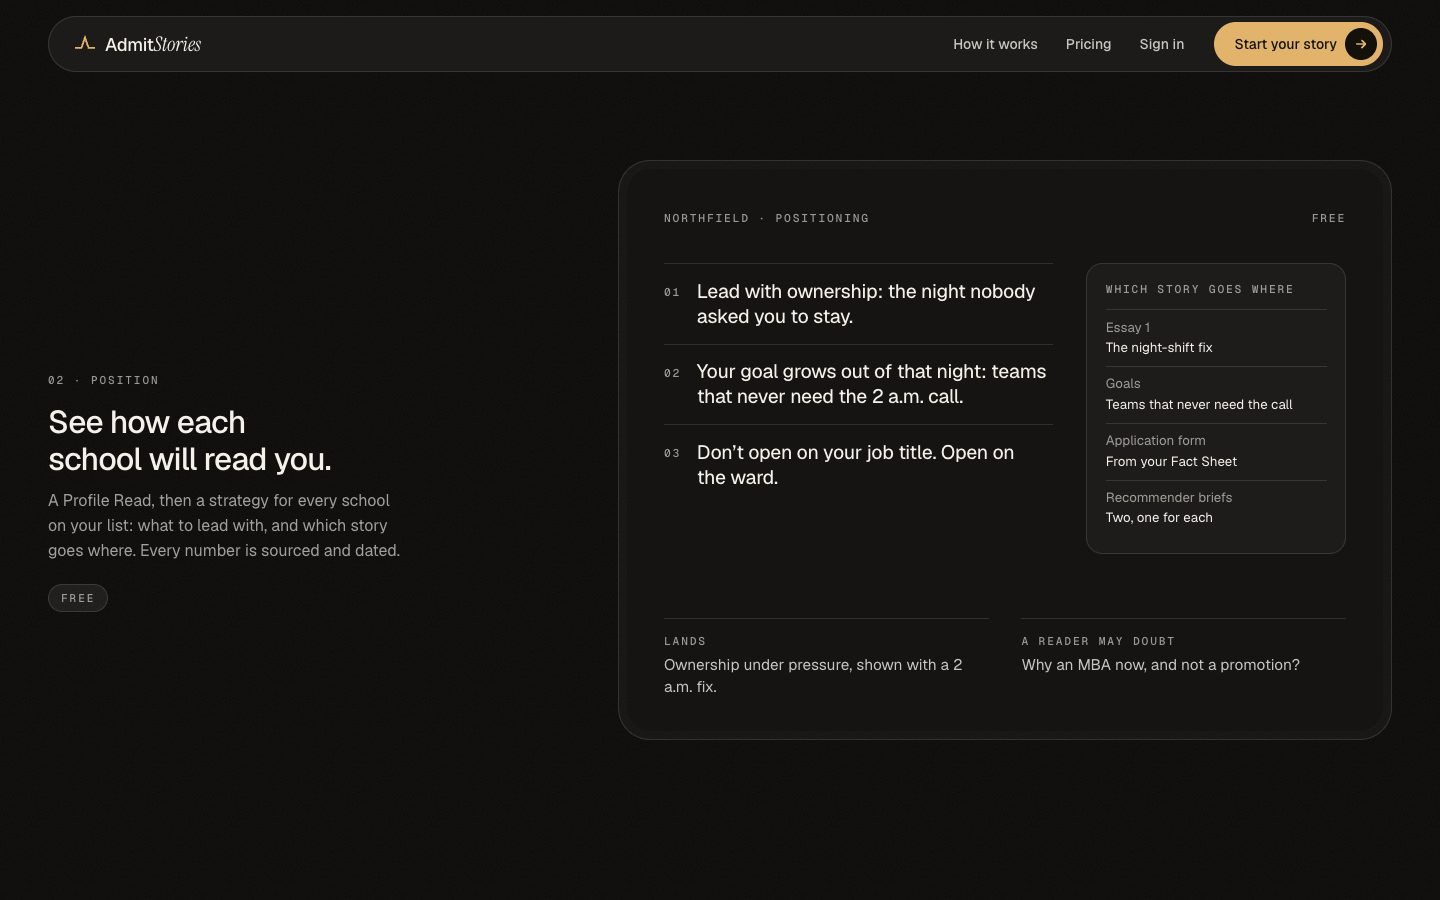 AdmitStories
How it works
Pricing
Sign in
Start your story
02 · POSITION
See how each
school will read you.
A Profile Read, then a strategy for every school
on your list: what to lead with, and which story
goes where. Every number is sourced and dated.
FREE
NORTHFIELD · POSITIONING
FREE
01
Lead with ownership: the night nobody
asked you to stay.
02
Your goal grows out of that night: teams
that never need the 2 a.m. call.
03
Don’t open on your job title. Open on
the ward.
WHICH STORY GOES WHERE
Essay 1
The night-shift fix
Goals
Teams that never need the call
Application form
From your Fact Sheet
Recommender briefs
Two, one for each
LANDS
Ownership under pressure, shown with a 2
a.m. fix.
A READER MAY DOUBT
Why an MBA now, and not a promotion?